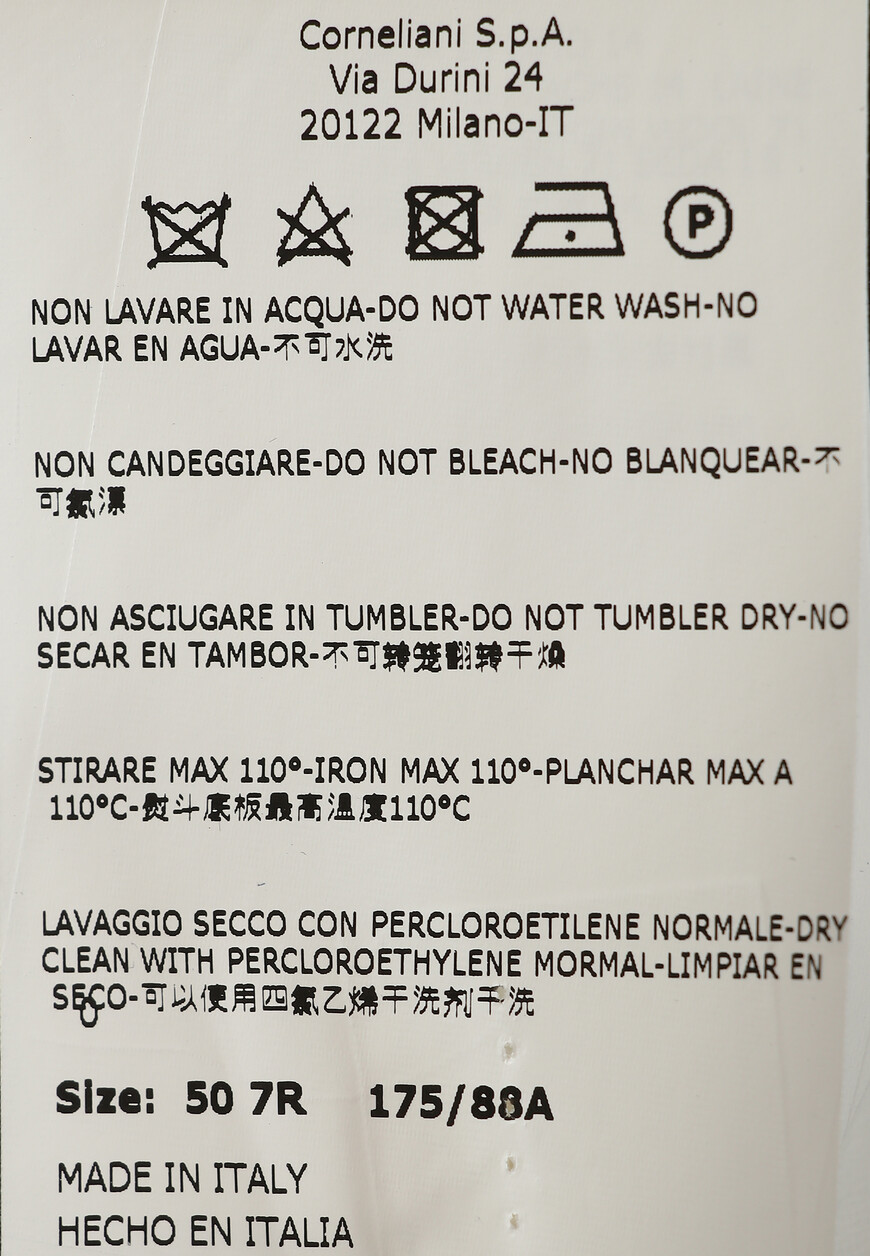 Corneliani S.p.A.
Via Durini 24
20122 Milano-IT
P
NON LAVARE IN ACQUA-DO NOT WATER WASH-NO
LAVAR EN AGUA-不可水洗
NON CANDEGGIARE-DO NOT BLEACH-NO BLANQUEAR-不
可氯漂
NON ASCIUGARE IN TUMBLER-DO NOT TUMBLER DRY-NO
SECAR EN TAMBOR-不可转笼翻转干燥
STIRARE MAX 110°-IRON MAX 110°-PLANCHAR MAX A
110°C-熨斗底板最高温度110°C
LAVAGGIO SECCO CON PERCLOROETILENE NORMALE-DRY
CLEAN WITH PERCLOROETHYLENE MORMAL-LIMPIAR EN
SECO-可以使用四氯乙烯干洗剂干洗
Size: 50 7R 175/88A
MADE IN ITALY
HECHO EN ITALIA